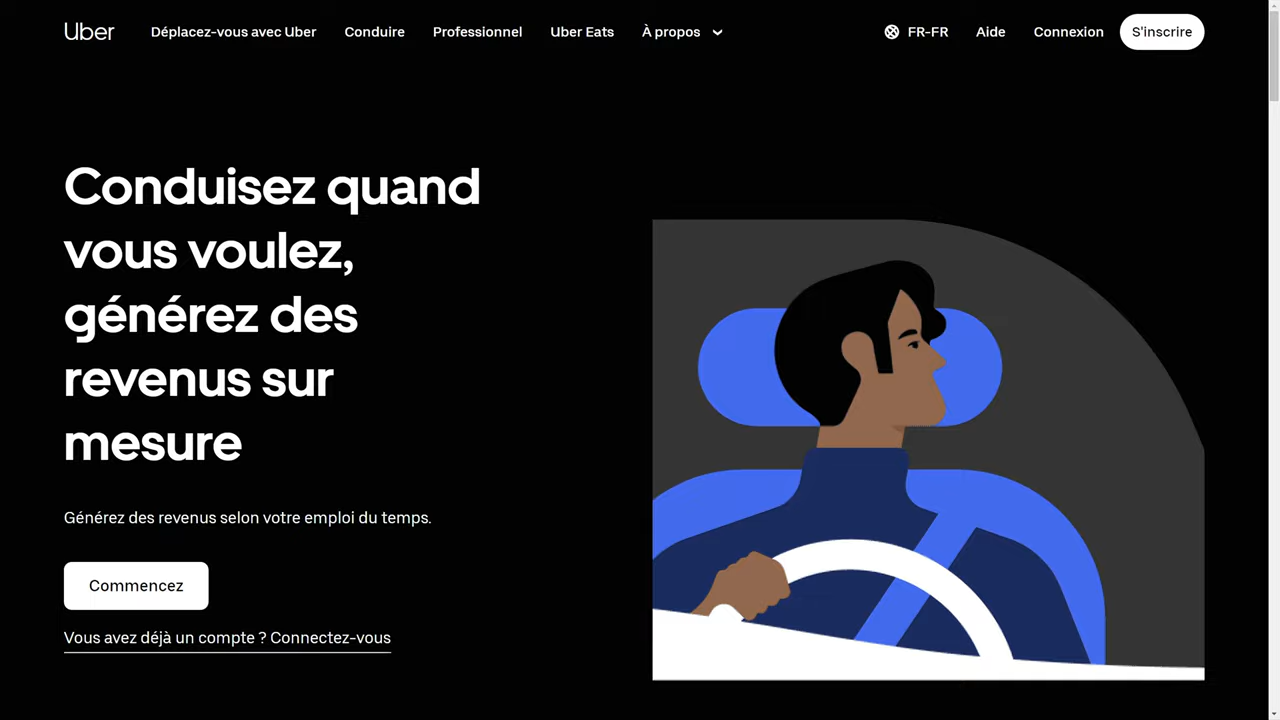 Uber
Déplacez-vous avec Uber
Conduire
Professionnel
Uber Eats
À propos
FR-FR
Aide
Connexion
S'inscrire
Conduisez quand
vous voulez,
générez des
revenus sur
mesure
Générez des revenus selon votre emploi du temps.
Commencez
Vous avez déjà un compte ? Connectez-vous